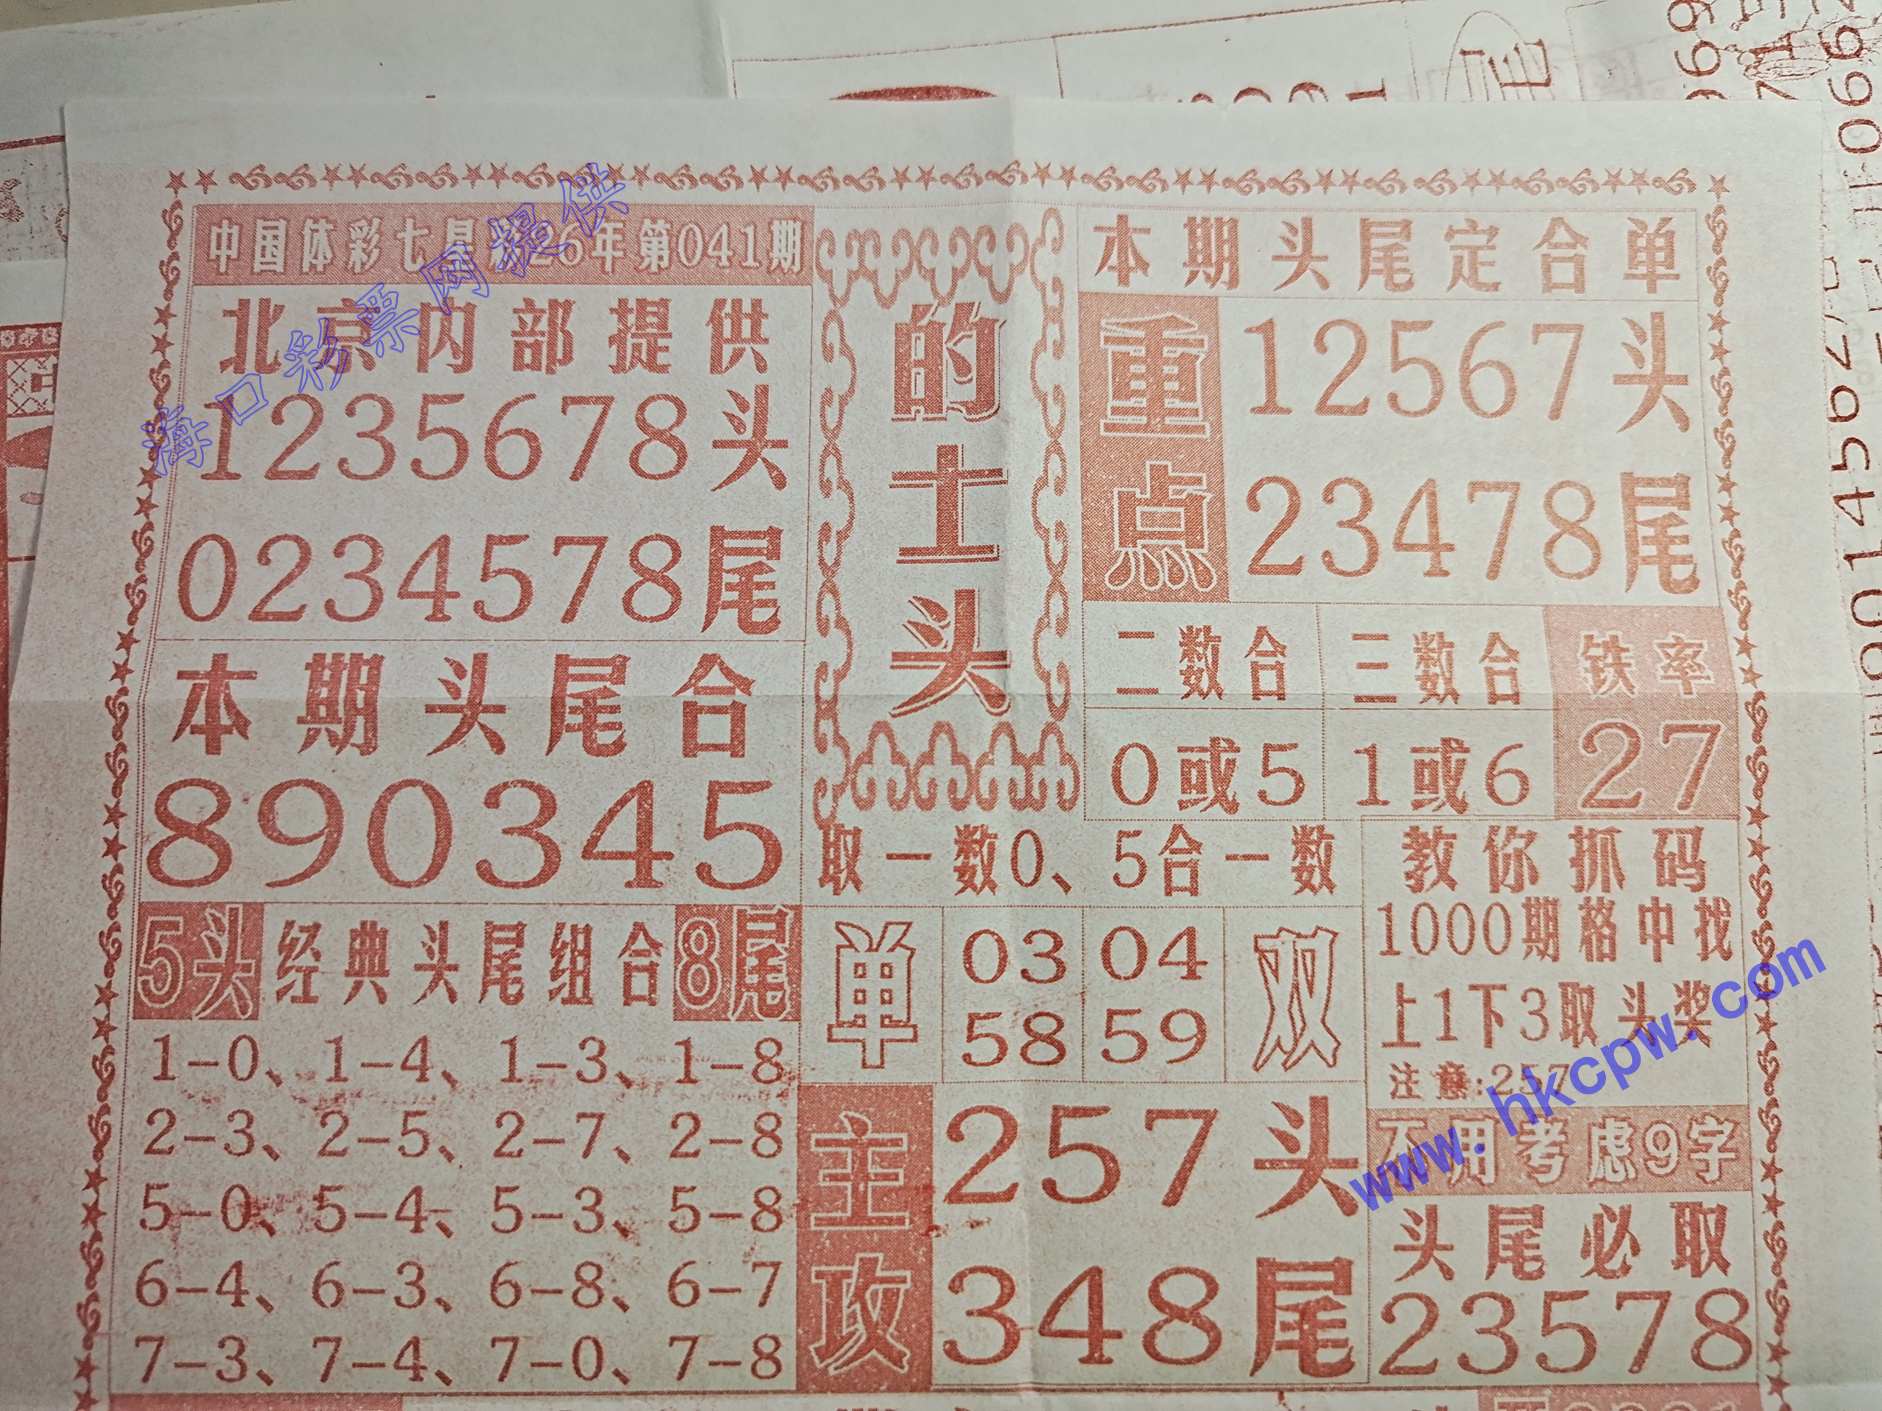 中国体彩七星彩26年第041期
北京内部提供
1235678头
0234578尾
本期头尾合
890345
5头 经典头尾组合 8尾
1-0、1-4、1-3、1-8
2-3、2-5、2-7、2-8
5-0、5-4、5-3、5-8
6-4、6-3、6-8、6-7
7-3、7-4、7-0、7-8
的士头
取一数0、5合一数
单 03 04 双
58 59
主攻
257头
348尾
本期头尾定合单
重点
12567头
23478尾
二数合 三数合 铁率
0或5 1或6 27
教你抓码
1000期格中找
上1下3取头奖
注意:257
不用考虑9字
头尾必取
23578
海口彩票网提供
www.hkcpw.com